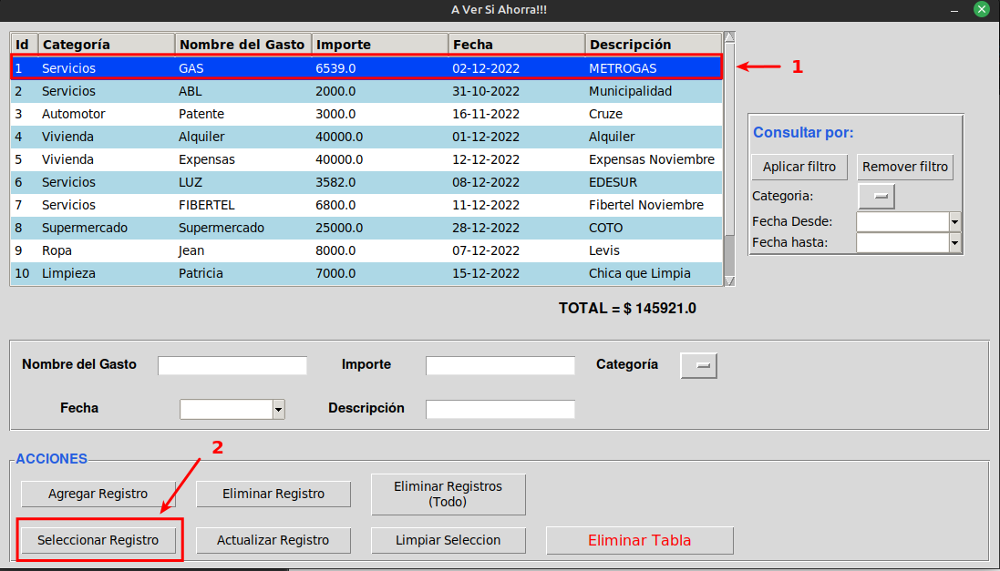 A Ver Si Ahorra!!!
Id Categoría Nombre del Gasto Importe Fecha Descripción
1 Servicios GAS 6539.0 02-12-2022 METROGAS
1
2 Servicios ABL 2000.0 31-10-2022 Municipalidad
3 Automotor Patente 3000.0 16-11-2022 Cruze
4 Vivienda Alquiler 40000.0 01-12-2022 Alquiler
5 Vivienda Expensas 40000.0 12-12-2022 Expensas Noviembre
6 Servicios LUZ 3582.0 08-12-2022 EDESUR
7 Servicios FIBERTEL 6800.0 11-12-2022 Fibertel Noviembre
8 Supermercado Supermercado 25000.0 28-12-2022 COTO
9 Ropa Jean 8000.0 07-12-2022 Levis
10 Limpieza Patricia 7000.0 15-12-2022 Chica que Limpia
Consultar por:
Aplicar filtro Remover filtro
Categoria:
Fecha Desde:
Fecha hasta:
TOTAL = $ 145921.0
Nombre del Gasto Importe Categoría
Fecha Descripción
2
ACCIONES
Agregar Registro Eliminar Registro Eliminar Registros
(Todo)
Seleccionar Registro Actualizar Registro Limpiar Seleccion Eliminar Tabla